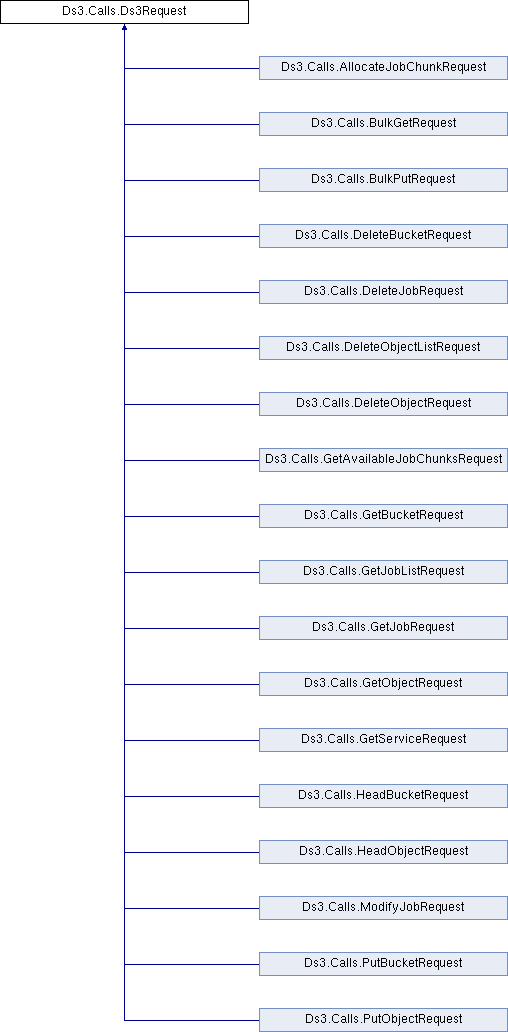 Ds3.Calls.Ds3Request
Ds3.Calls.AllocateJobChunkRequest
Ds3.Calls.BulkGetRequest
Ds3.Calls.BulkPutRequest
Ds3.Calls.DeleteBucketRequest
Ds3.Calls.DeleteJobRequest
Ds3.Calls.DeleteObjectListRequest
Ds3.Calls.DeleteObjectRequest
Ds3.Calls.GetAvailableJobChunksRequest
Ds3.Calls.GetBucketRequest
Ds3.Calls.GetJobListRequest
Ds3.Calls.GetJobRequest
Ds3.Calls.GetObjectRequest
Ds3.Calls.GetServiceRequest
Ds3.Calls.HeadBucketRequest
Ds3.Calls.HeadObjectRequest
Ds3.Calls.ModifyJobRequest
Ds3.Calls.PutBucketRequest
Ds3.Calls.PutObjectRequest